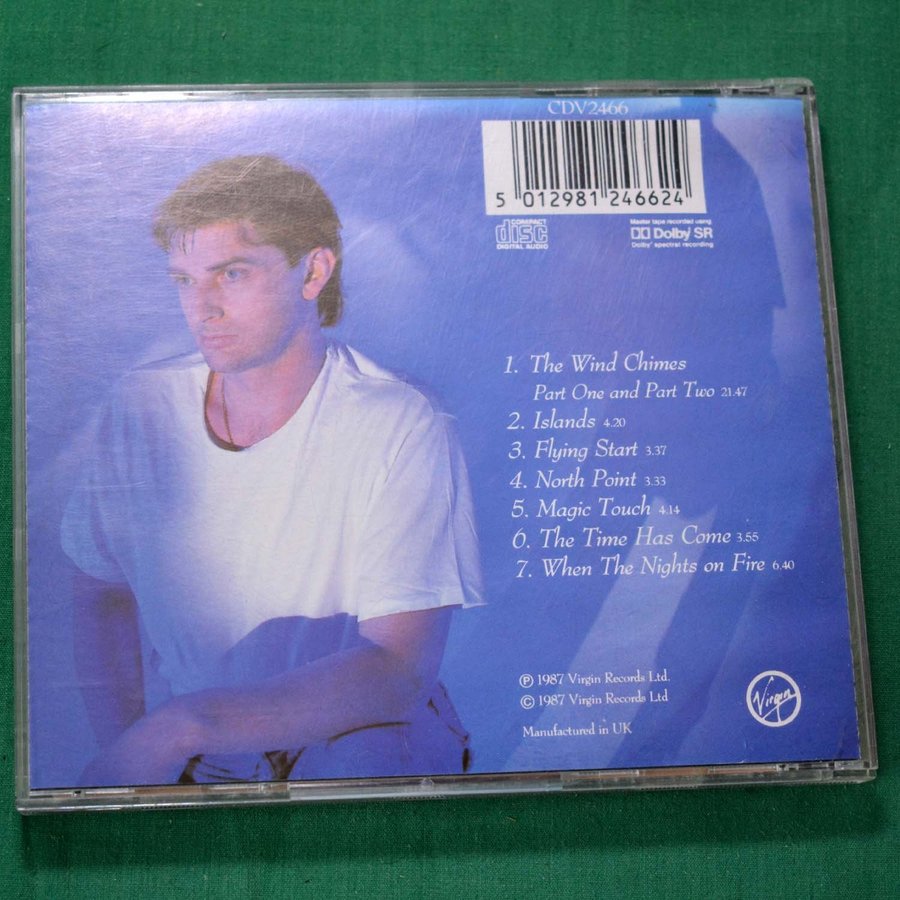 CDV2466
5 012981 246624
COMPACT
disc
DIGITAL AUDIO
Master tape recorded using
Dolby SR
Dolby® spectral recording
1. The Wind Chimes
Part One and Part Two 21.47
2. Islands 4.20
3. Flying Start 3.37
4. North Point 3.33
5. Magic Touch 4.14
6. The Time Has Come 3.55
7. When The Nights on Fire 6.40
Ⓟ 1987 Virgin Records Ltd.
© 1987 Virgin Records Ltd
Manufactured in UK
Virgin